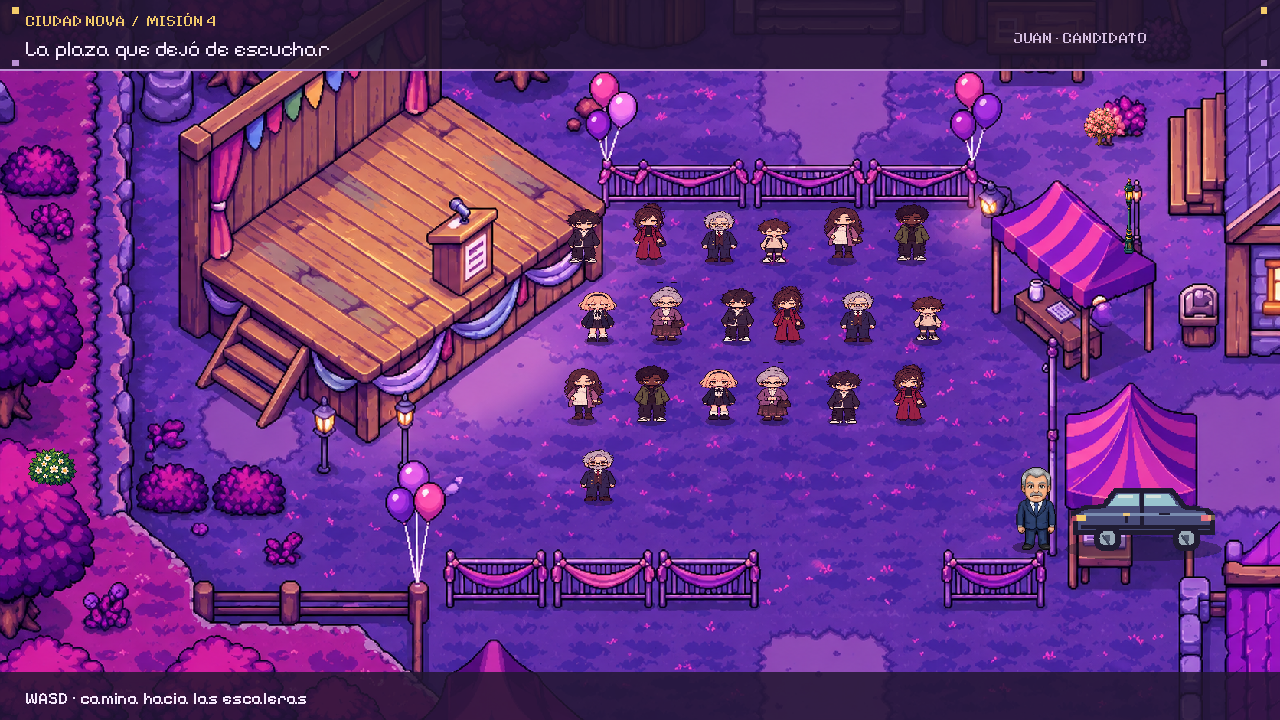 CIUDAD NOVA / MISIÓN 4
La plaza que dejó de escuchar
JUAN · CANDIDATO
WASD · camina hacia las escaleras